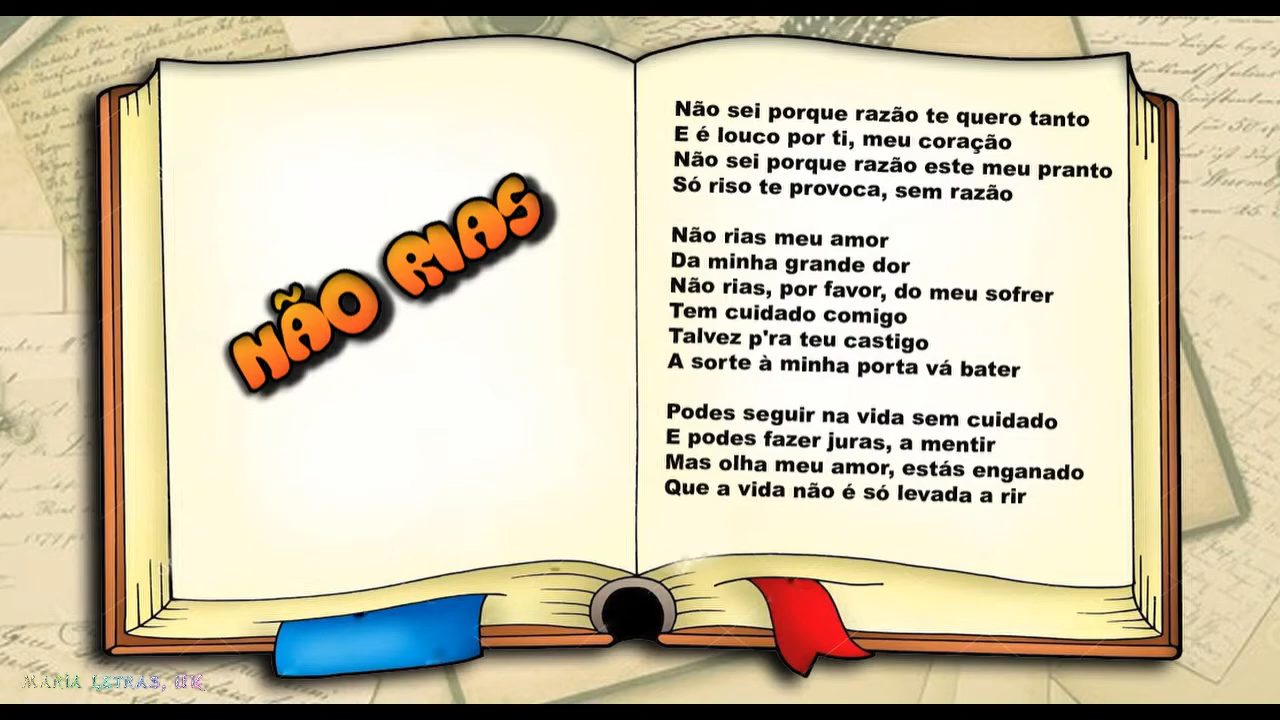 NÃO RIAS
Não sei porque razão te quero tanto
E é louco por ti, meu coração
Não sei porque razão este meu pranto
Só riso te provoca, sem razão
Não rias meu amor
Da minha grande dor
Não rias, por favor, do meu sofrer
Tem cuidado comigo
Talvez p'ra teu castigo
A sorte à minha porta vá bater
Podes seguir na vida sem cuidado
E podes fazer juras, a mentir
Mas olha meu amor, estás enganado
Que a vida não é só levada a rir
MARIA LETRAS, UK